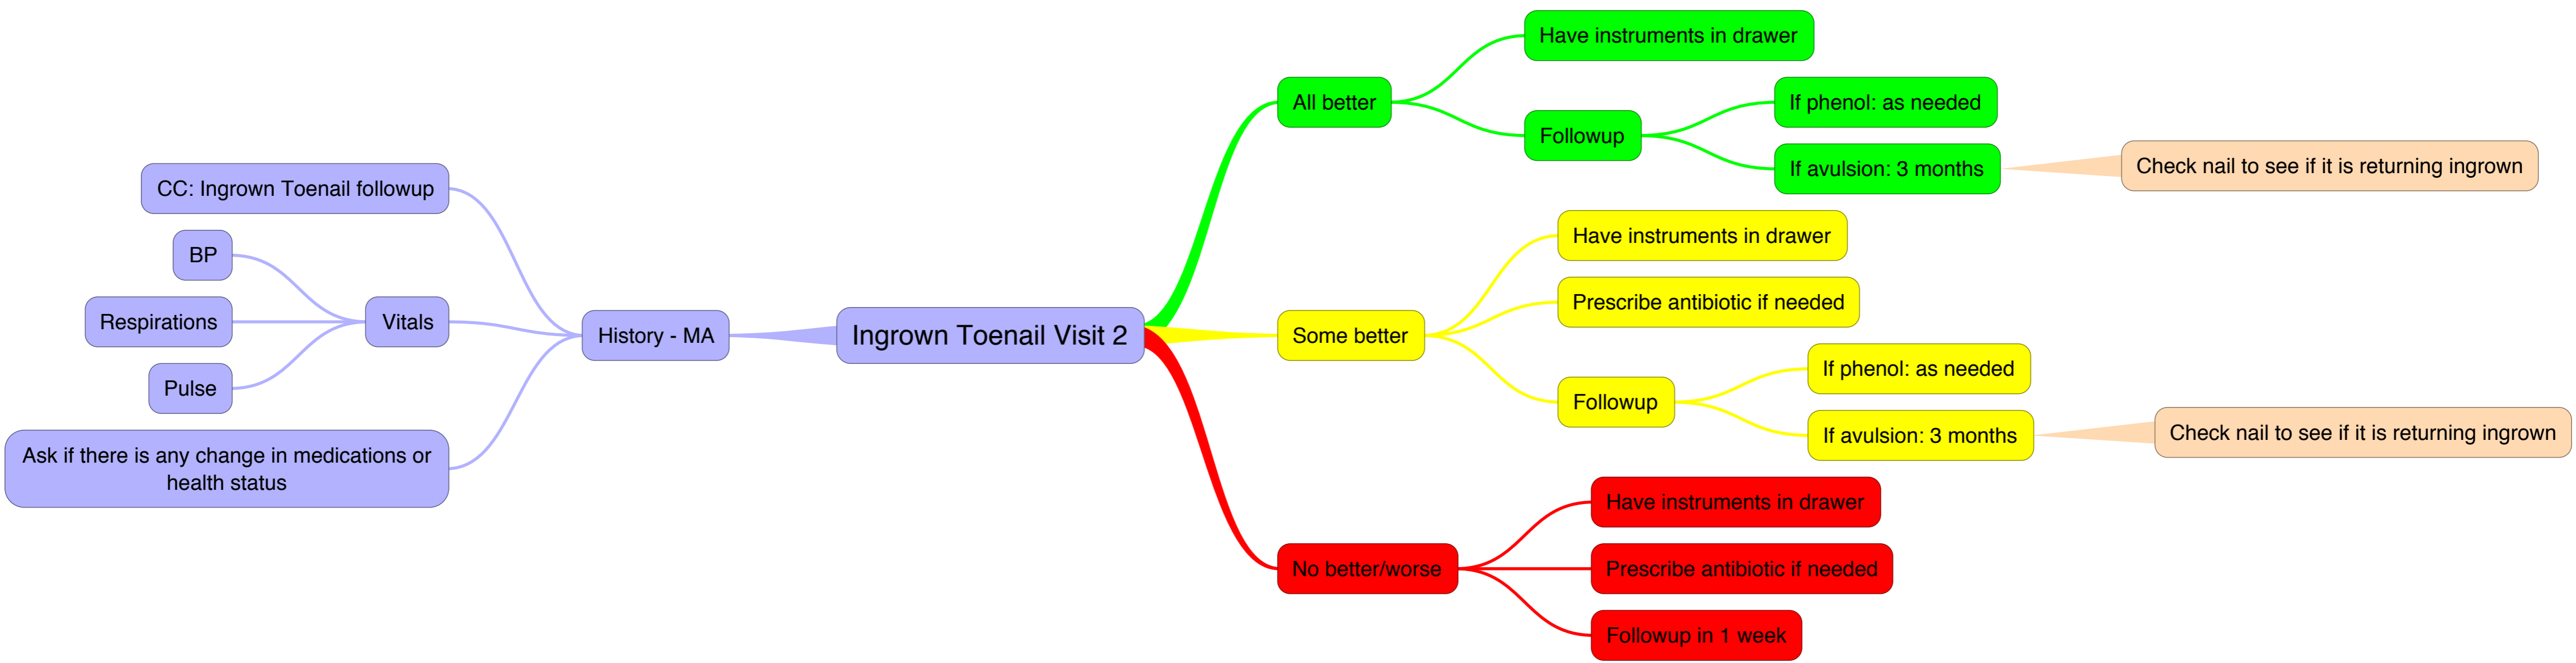 CC: Ingrown Toenail followup
BP
Respirations
Pulse
Vitals
Ask if there is any change in medications or
health status
History - MA
Ingrown Toenail Visit 2
All better
Have instruments in drawer
Followup
If phenol: as needed
If avulsion: 3 months
Check nail to see if it is returning ingrown
Some better
Have instruments in drawer
Prescribe antibiotic if needed
Followup
If phenol: as needed
If avulsion: 3 months
Check nail to see if it is returning ingrown
No better/worse
Have instruments in drawer
Prescribe antibiotic if needed
Followup in 1 week